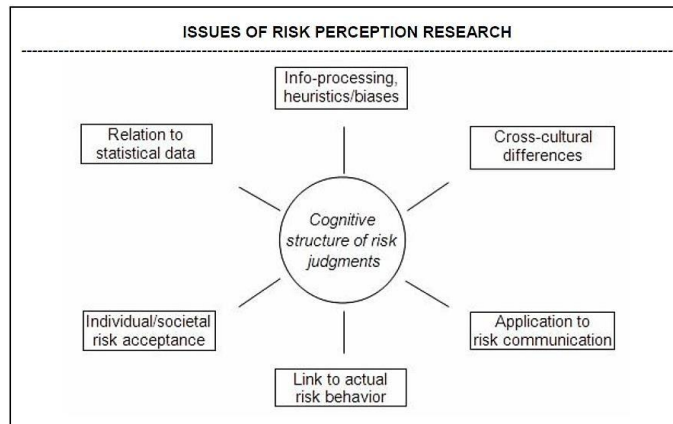 ISSUES OF RISK PERCEPTION RESEARCH
Info-processing,
heuristics/biases
Relation to
statistical data
Cross-cultural
differences
Cognitive
structure of risk
judgments
Individual/societal
risk acceptance
Application to
risk communication
Link to actual
risk behavior